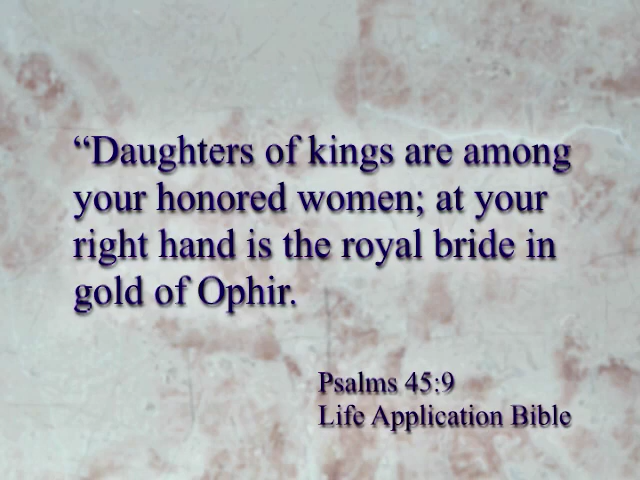 “Daughters of kings are among
your honored women; at your
right hand is the royal bride in
gold of Ophir.
Psalms 45:9
Life Application Bible